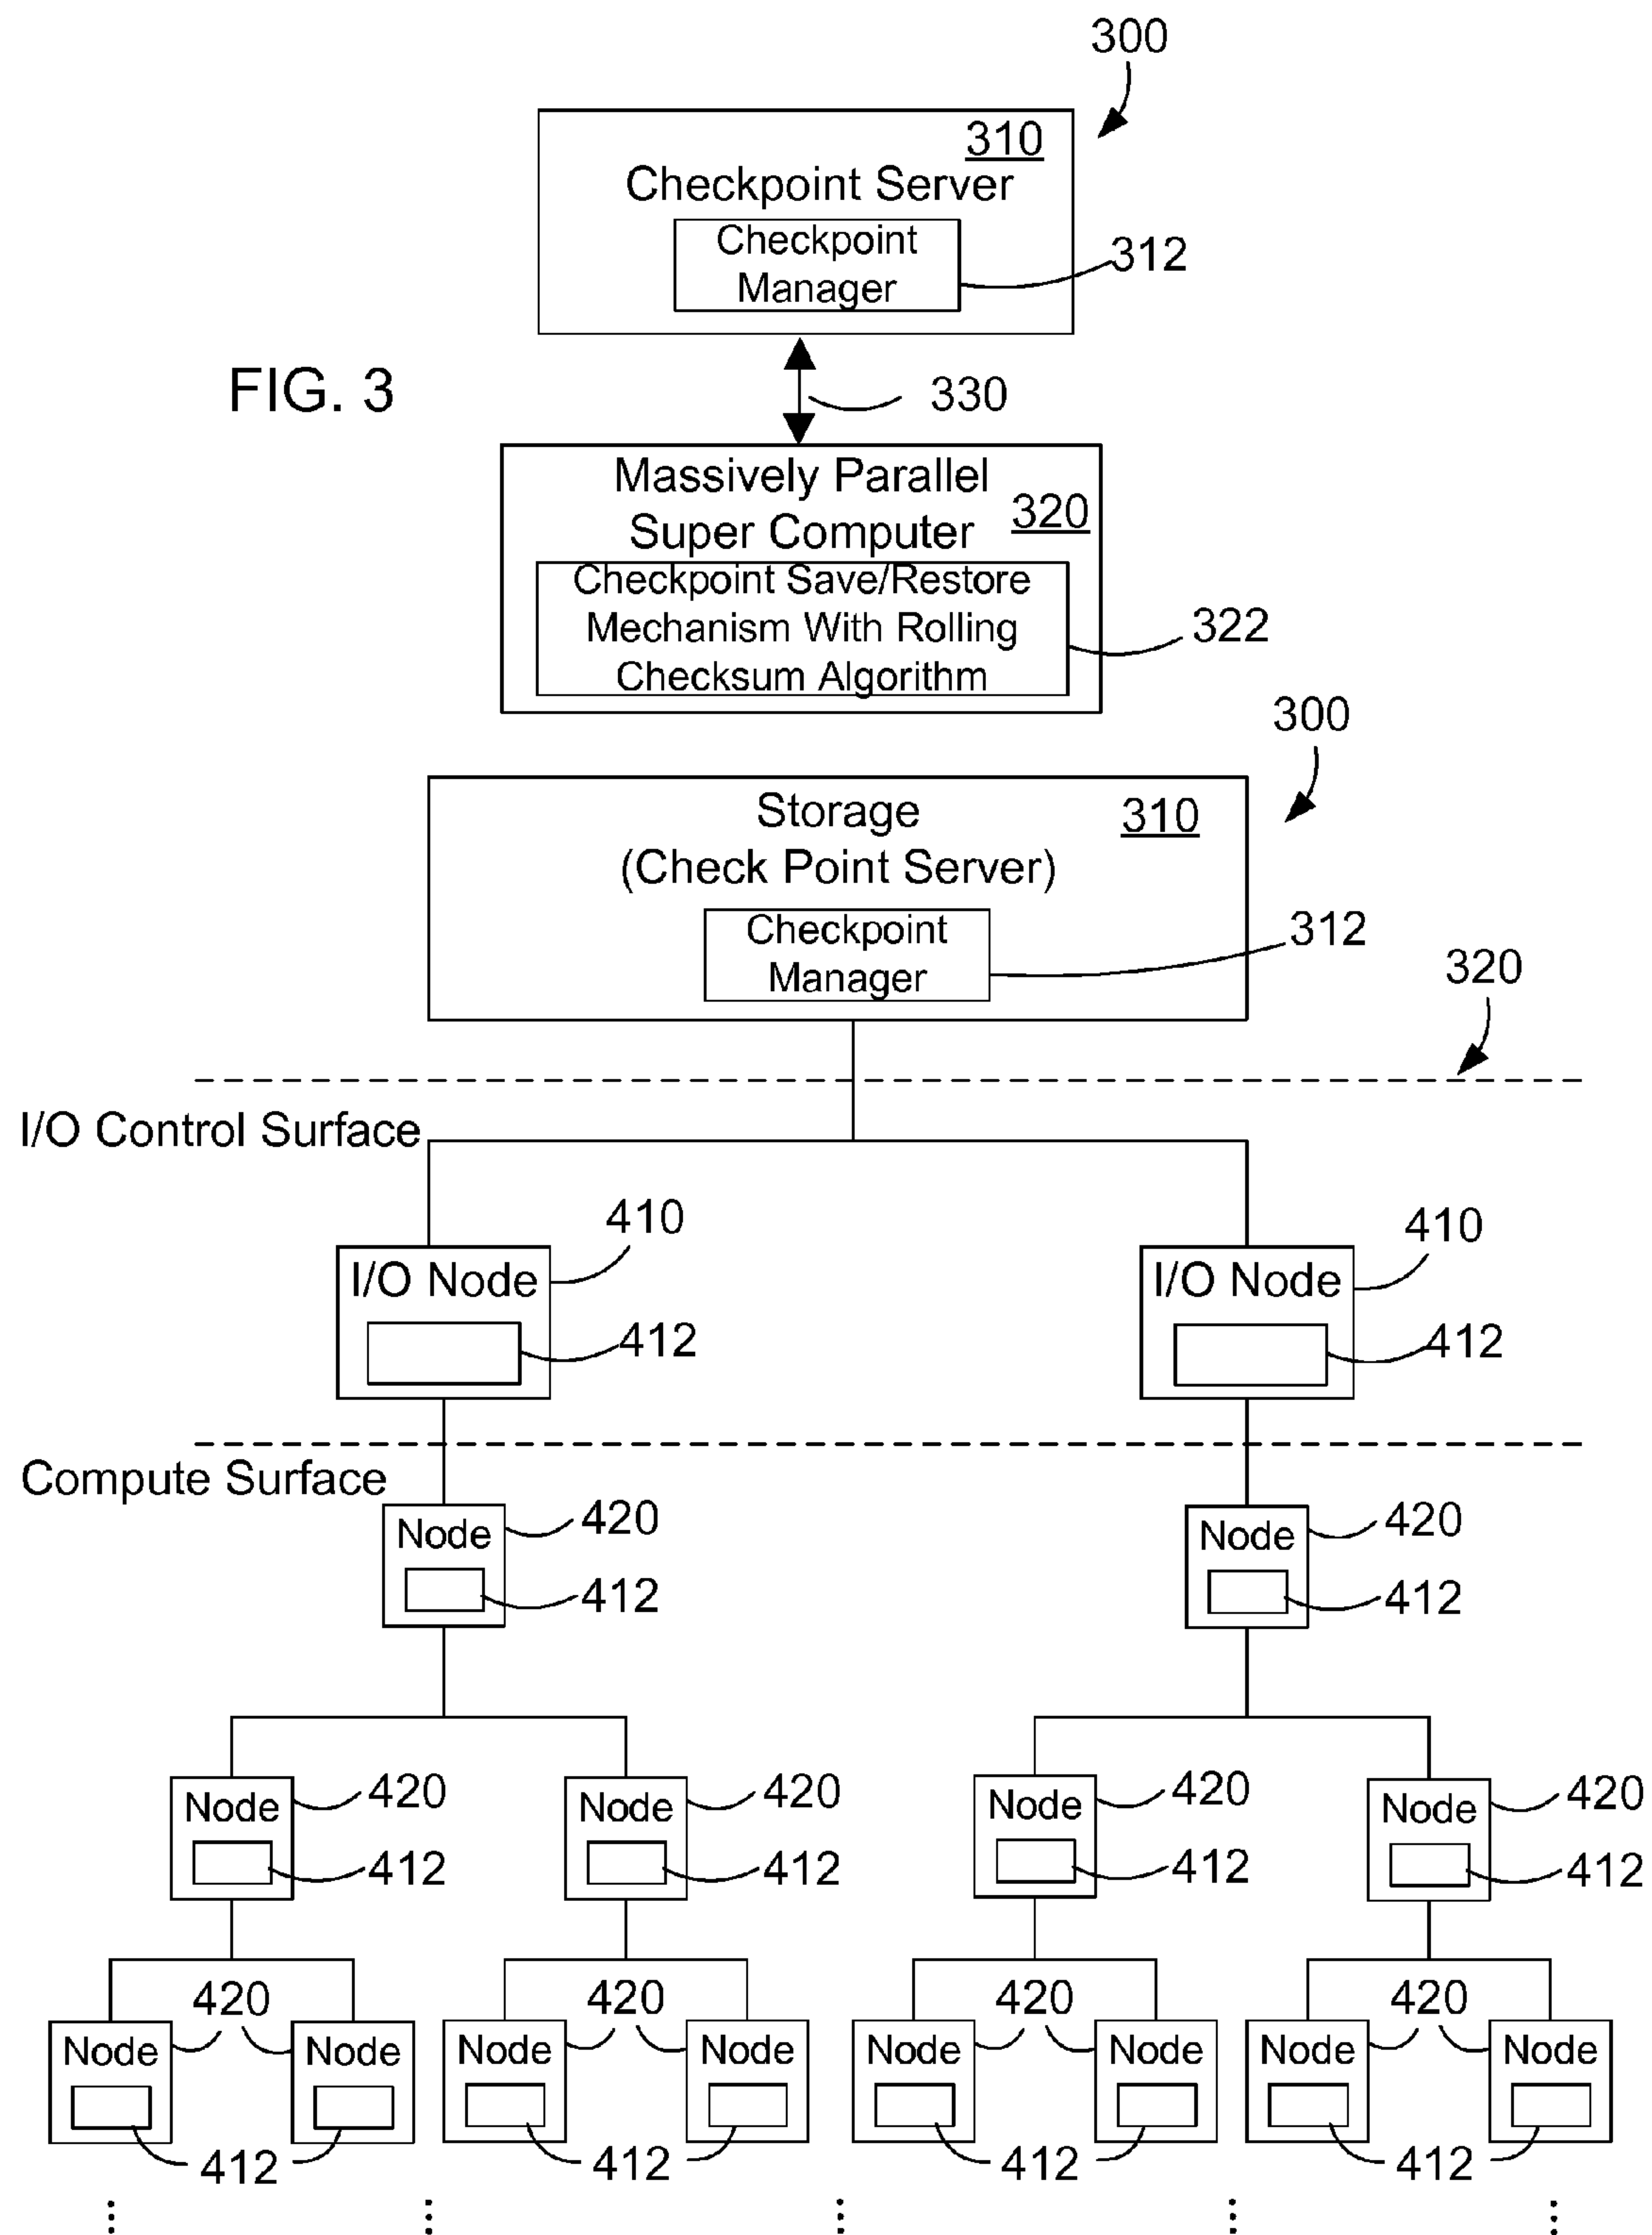 300
310
Checkpoint Server
Checkpoint
Manager
312
FIG. 3
330
Massively Parallel
Super Computer
320
Checkpoint Save/Restore
Mechanism With Rolling
Checksum Algorithm
322
300
Storage
310
(Check Point Server)
Checkpoint
Manager
312
320
I/O Control Surface
410 410
I/O Node I/O Node
412 412
Compute Surface
Node 420 Node 420
412 412
Node 420 Node 420 Node 420 Node 420
412 412 412 412
420 420 420 420
Node Node Node Node Node Node Node Node
412 412 412 412